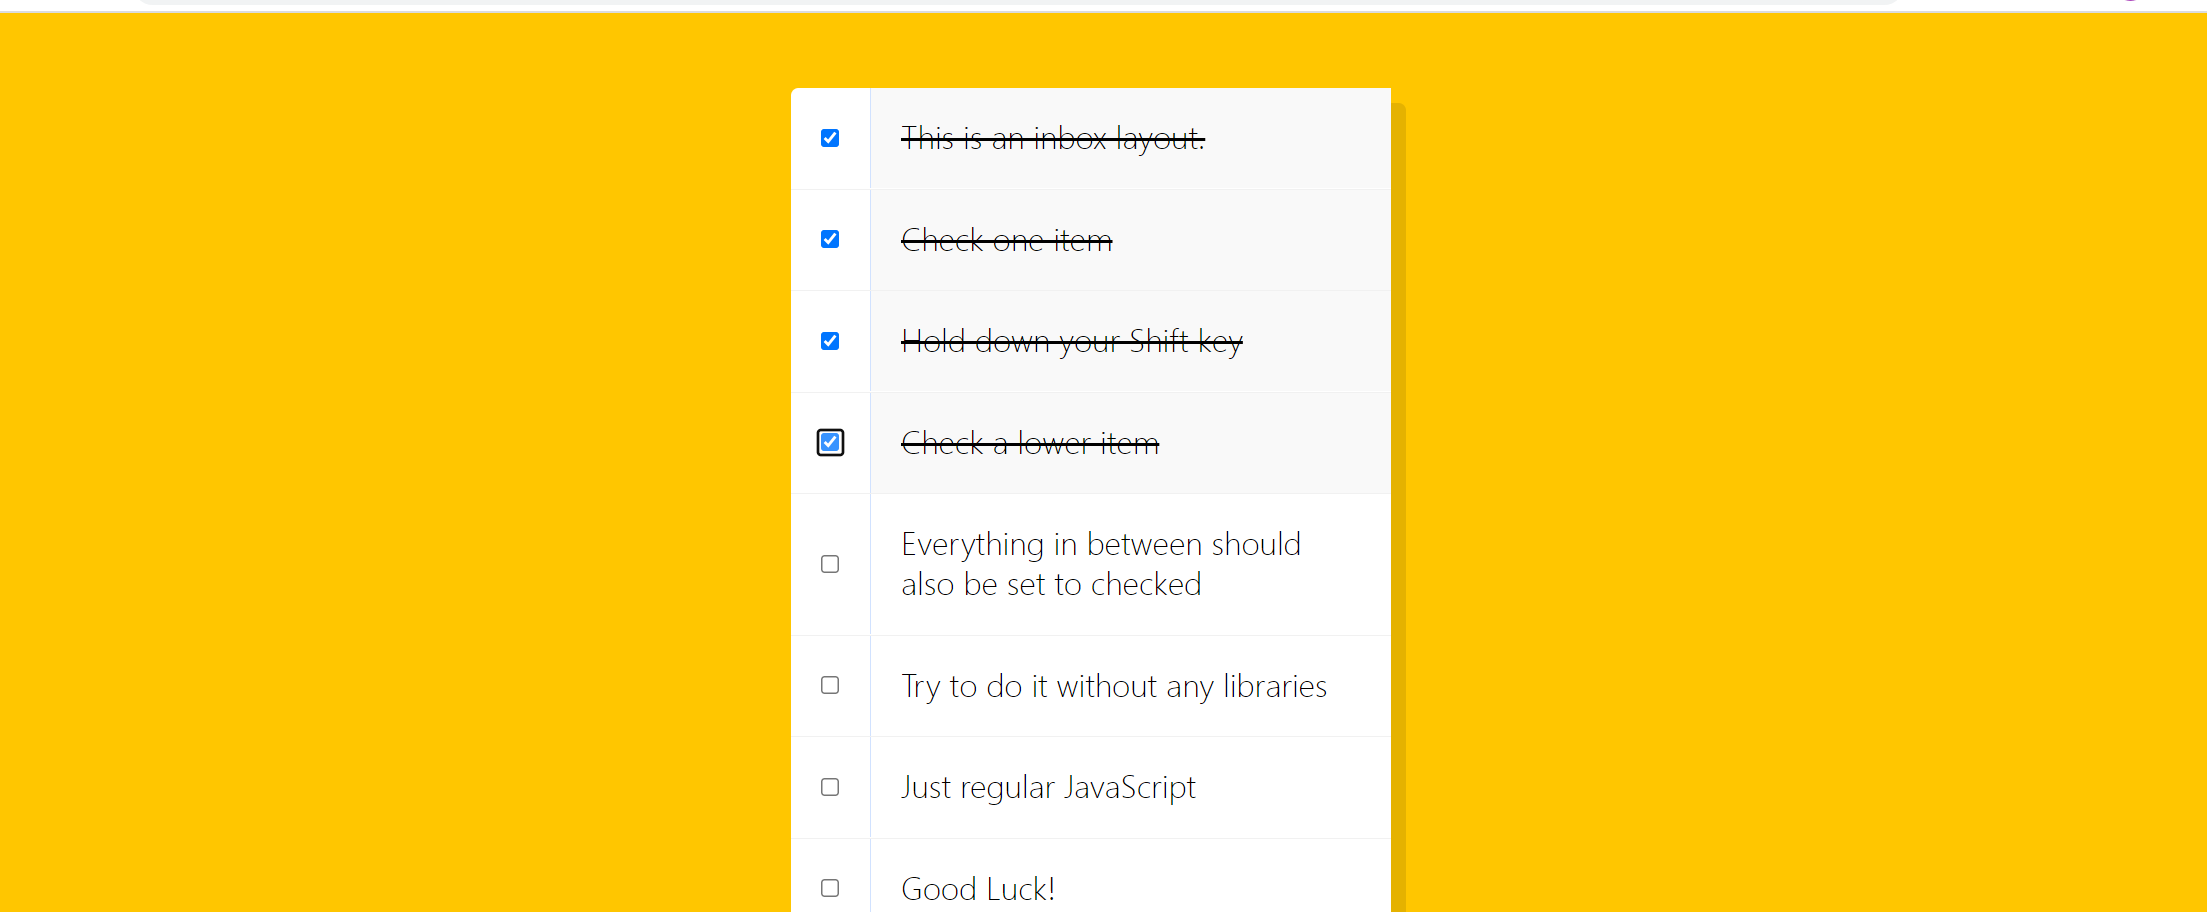 This is an inbox layout.
Check one item
Hold down your Shift key
Check a lower item
Everything in between should
also be set to checked
Try to do it without any libraries
Just regular JavaScript
Good Luck!